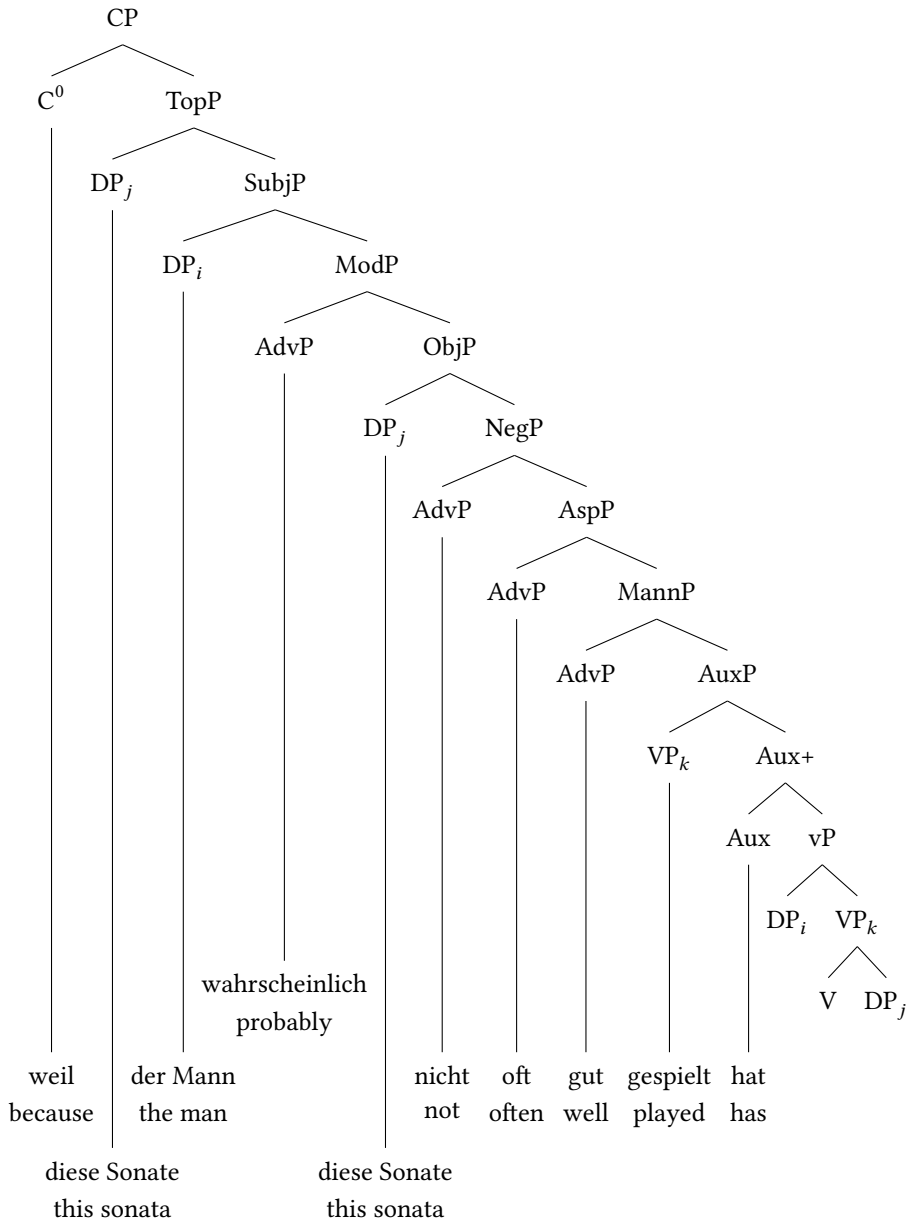 CP
C⁰ TopP
DPⱼ SubjP
DPᵢ ModP
AdvP ObjP
DPⱼ NegP
AdvP AspP
AdvP MannP
AdvP AuxP
VPₖ Aux+
Aux vP
DPᵢ VPₖ
V DPⱼ
wahrscheinlich
probably
weil der Mann nicht oft gut gespielt hat
because the man not often well played has
diese Sonate diese Sonate
this sonata this sonata